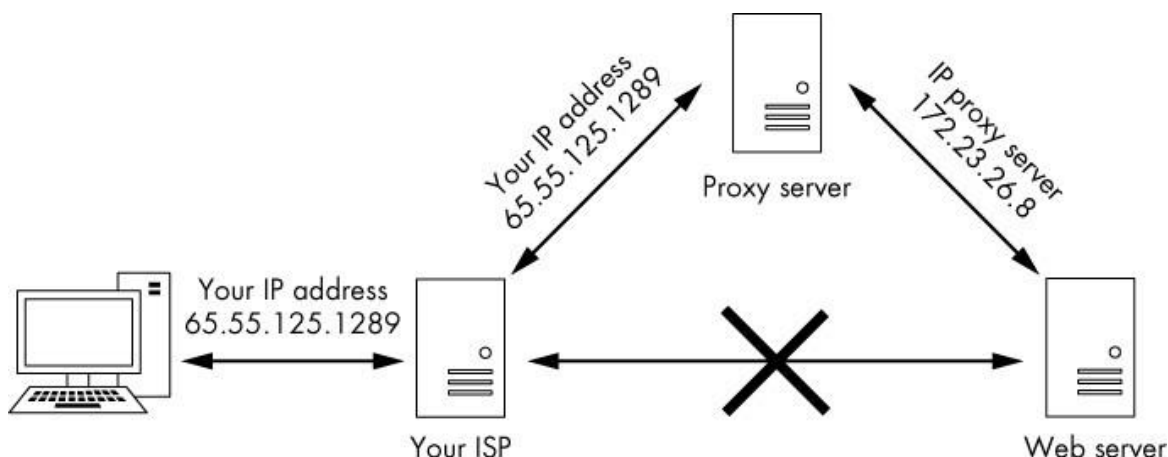 Your IP address
65.55.125.1289
IP proxy server
172.23.26.8
Proxy server
Your IP address
65.55.125.1289
Your ISP
Web server